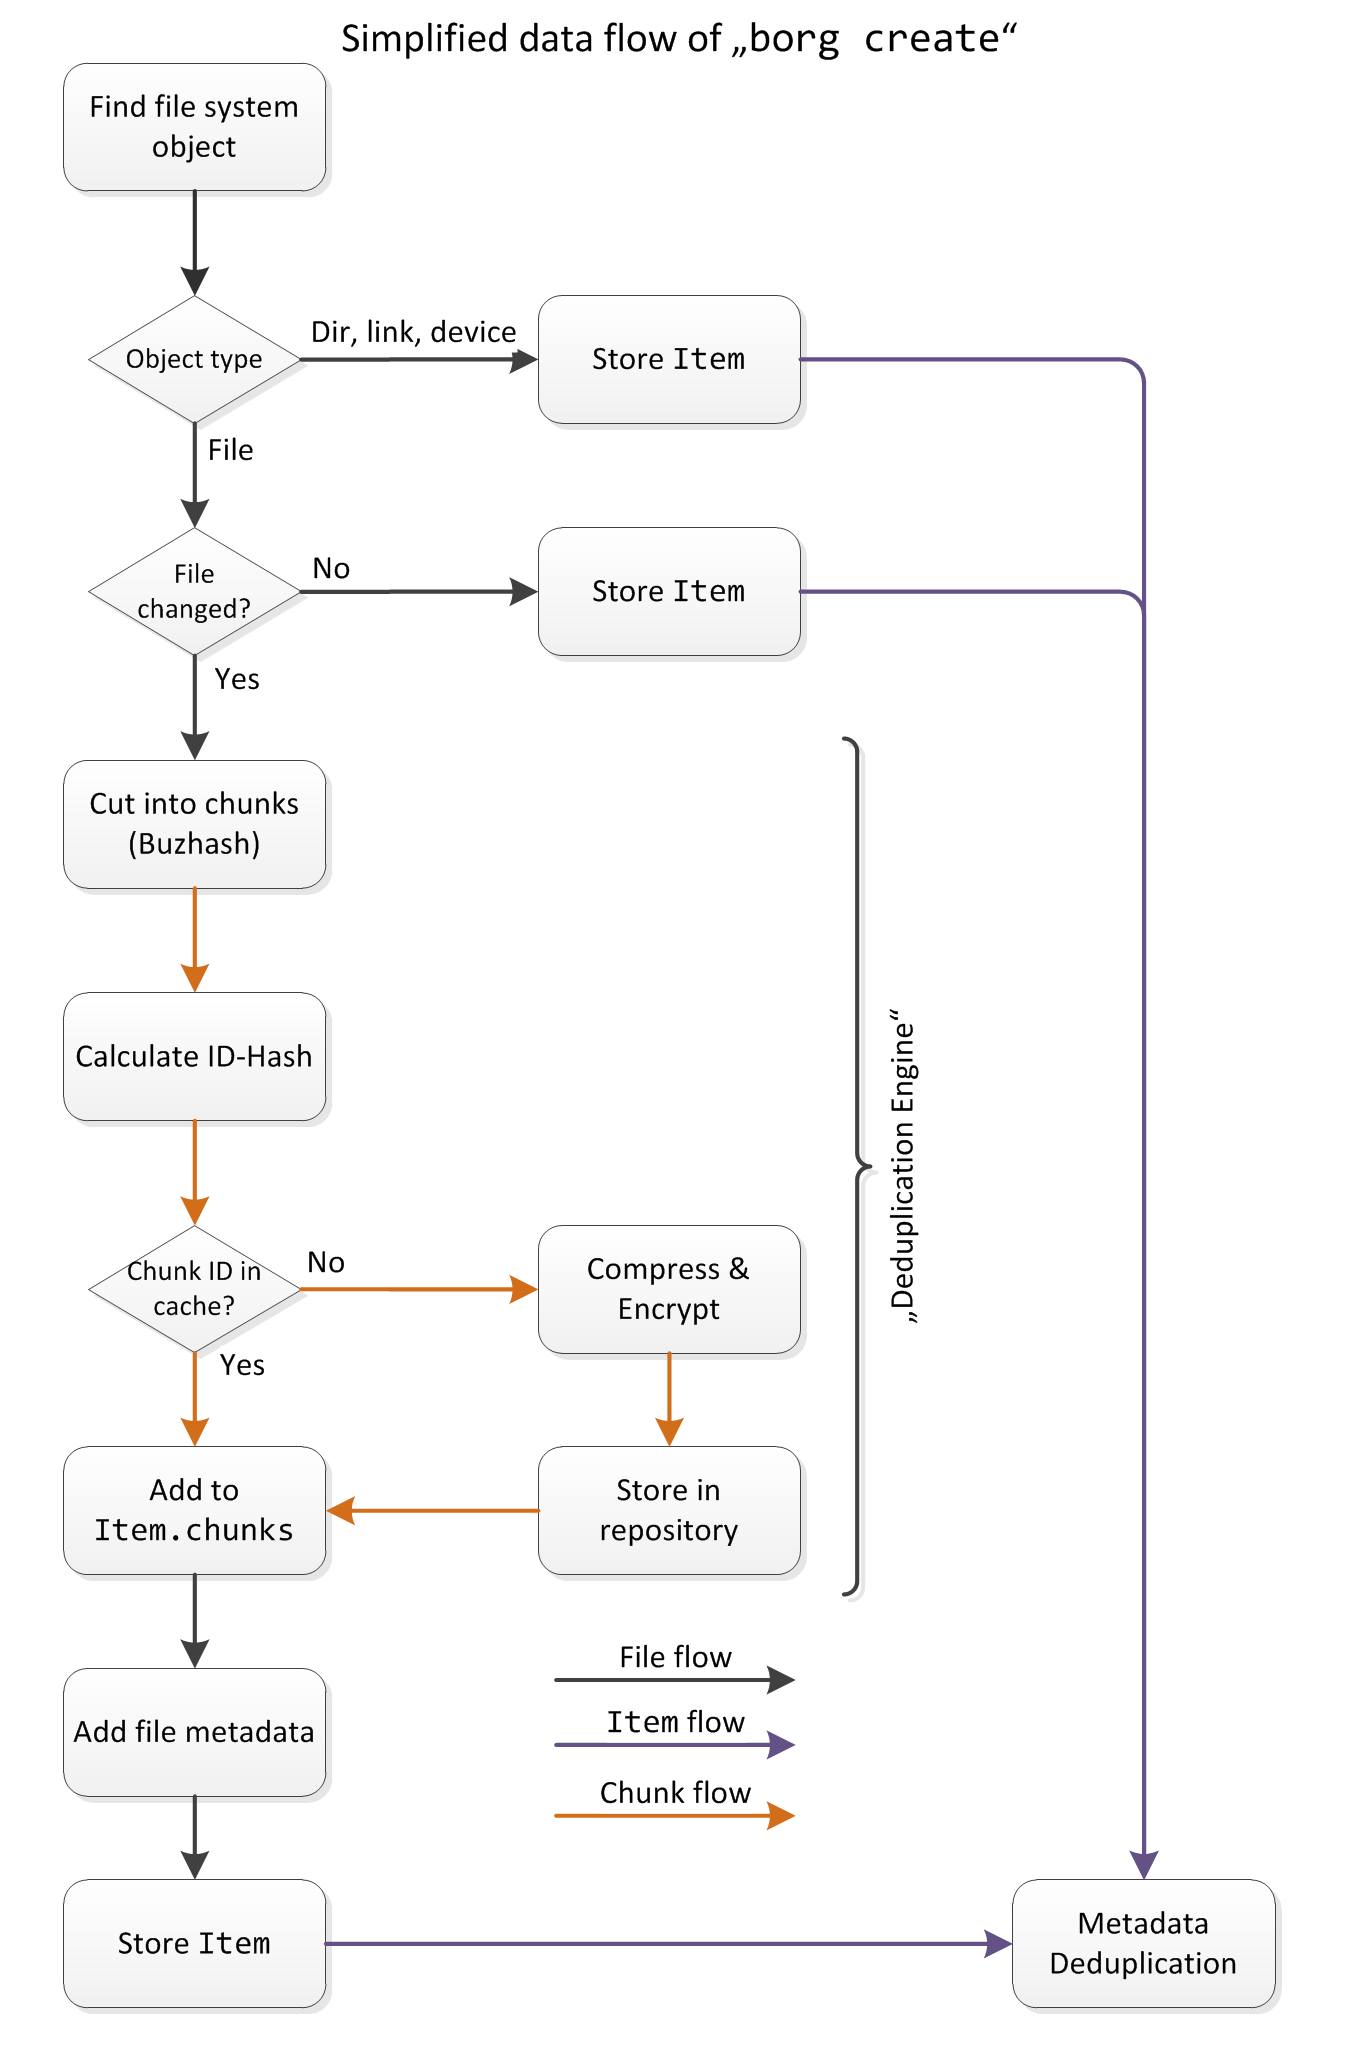 Simplified data flow of „borg create“
Find file system
object
Object type
Dir, link, device
Store Item
File
File
changed?
No
Store Item
Yes
Cut into chunks
(Buzhash)
Calculate ID-Hash
„Deduplication Engine“
Chunk ID in
cache?
No
Compress &
Encrypt
Yes
Add to
Item.chunks
Store in
repository
File flow
Add file metadata
Item flow
Chunk flow
Store Item
Metadata
Deduplication